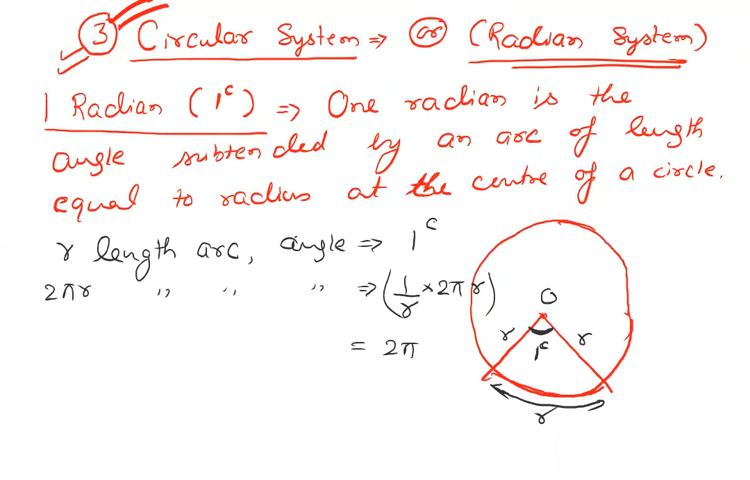 ③ Circular System ⇒ (or) (Radian System)
1 Radian (1ᶜ) ⇒ One radian is the
angle subtended by an arc of length
equal to radius at the centre of a circle.
r length arc, angle ⇒ 1ᶜ
2πr ,, ,, ,, ⇒ (1/r × 2πr)
= 2π
O
r r
1ᶜ
r